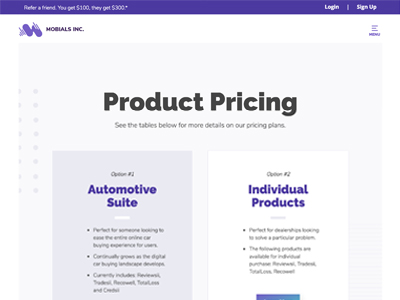 Refer a friend. You get $100, they get $300.*
Login | Sign Up
MOBIALS INC.
MENU
Product Pricing
See the tables below for more details on our pricing plans.
Option #1
Automotive
Suite
Perfect for someone looking to
ease the entire online car
buying experience for users.
Continually grows as the digital
car buying landscape develops.
Currently includes: Reviewsii,
Tradesii, Recowell, TotalLoss
and Credsii
Option #2
Individual
Products
Perfect for dealerships looking
to solve a particular problem.
The following products are
available for individual
purchase: Reviewsii, Tradesii,
TotalLoss, Recowell